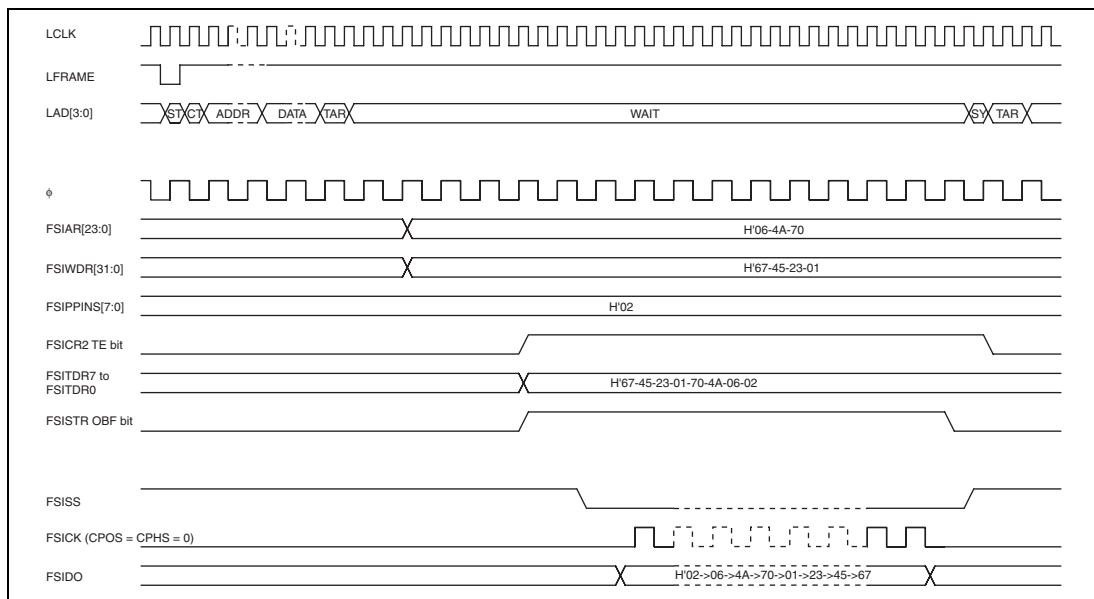 LCLK
LFRAME
LAD[3:0] ST CT ADDR DATA TAR WAIT SY TAR
ϕ
FSIAR[23:0] H'06-4A-70
FSIWDR[31:0] H'67-45-23-01
FSIPPINS[7:0] H'02
FSICR2 TE bit
FSITDR7 to
FSITDR0 H'67-45-23-01-70-4A-06-02
FSISTR OBF bit
FSISS
FSICK (CPOS = CPHS = 0)
FSIDO H'02->06->4A->70->01->23->45->67